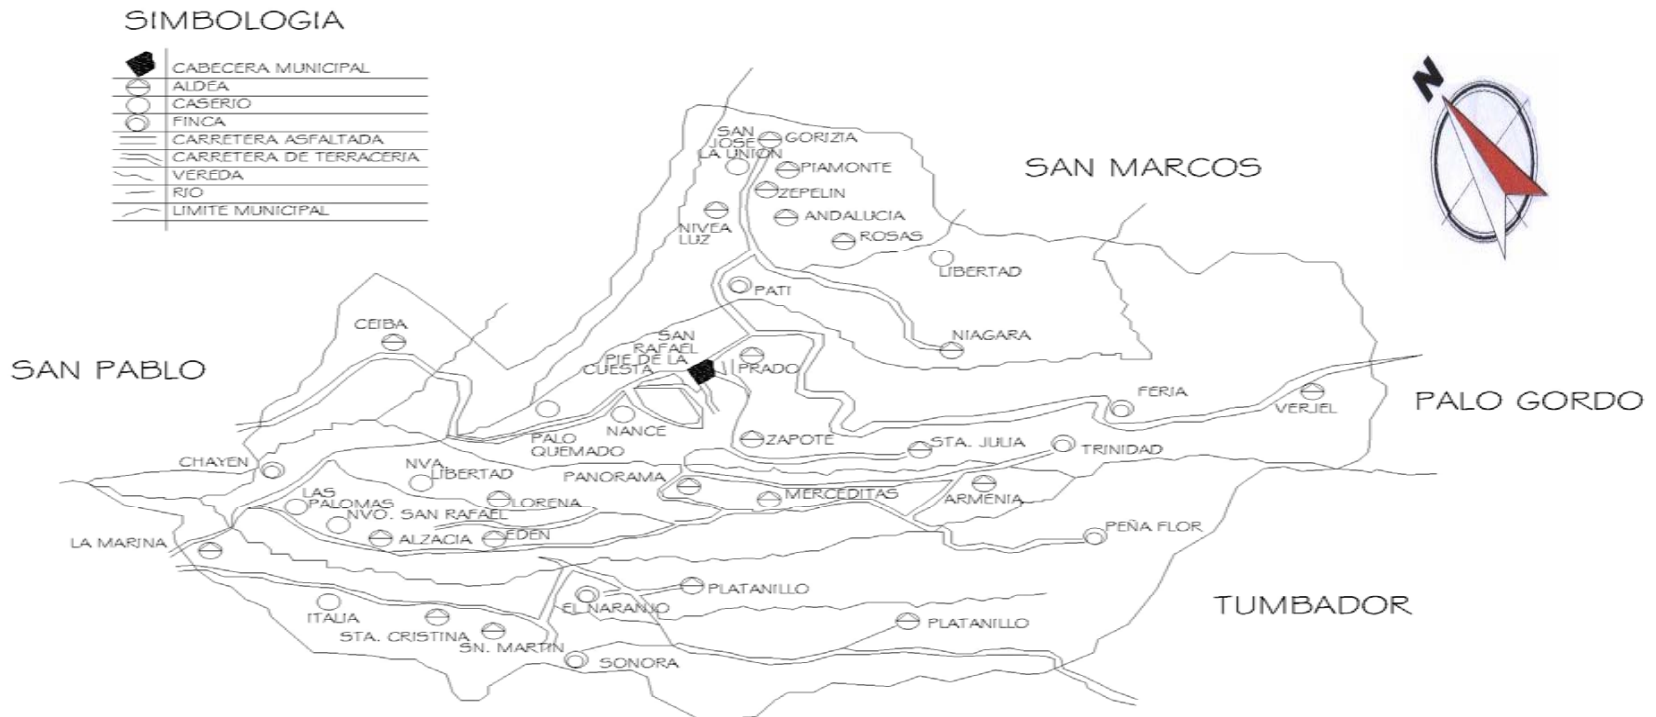 SIMBOLOGIA
CABECERA MUNICIPAL
ALDEA
CASERIO
FINCA
CARRETERA ASFALTADA
CARRETERA DE TERRACERIA
VEREDA
RIO
LIMITE MUNICIPAL
N
SAN MARCOS
SAN
JOSE
LA UNION
GORIZIA
PIAMONTE
ZEPELIN
ANDALUCIA
ROSAS
NIVEA
LUZ
LIBERTAD
PATI
NIAGARA
CEIBA
SAN
RAFAEL
PIE DE LA
CUESTA
PRADO
SAN PABLO
FERIA
VERJEL
PALO GORDO
PALO
QUEMADO
NANCE
ZAPOTE
STA. JULIA
TRINIDAD
CHAYEN
NVA.
LIBERTAD
PANORAMA
MERCEDITAS
ARMENIA
LAS
PALOMAS
LORENA
NVO. SAN RAFAEL
ALZACIA
EDEN
PEÑA FLOR
LA MARINA
PLATANILLO
EL NARANJO
TUMBADOR
ITALIA
STA. CRISTINA
SN. MARTIN
PLATANILLO
SONORA